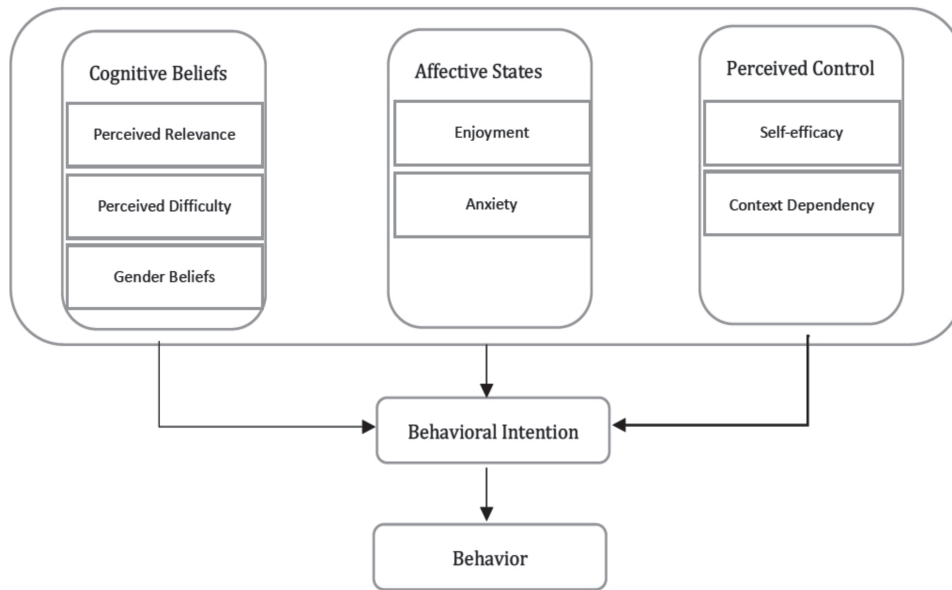 Cognitive Beliefs
Perceived Relevance
Perceived Difficulty
Gender Beliefs
Affective States
Enjoyment
Anxiety
Perceived Control
Self-efficacy
Context Dependency
Behavioral Intention
Behavior